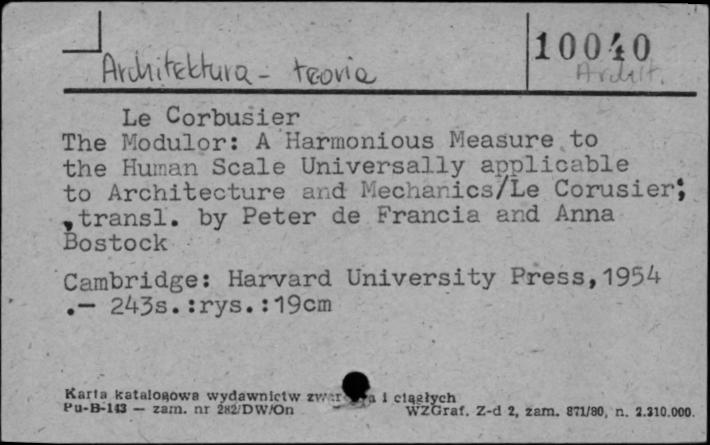 10040
Architektura - teoria
Archit.
Le Corbusier
The Modulor: A Harmonious Measure to
the Human Scale Universally applicable
to Architecture and Mechanics/Le Corusier;
,transl. by Peter de Francia and Anna
Bostock
Cambridge: Harvard University Press,1954
.— 243s.:rys.:19cm
Karta katalogowa wydawnictw i ciągłych
Pu-B-143 — zam. nr 282/DW/On
WZGraf. Z-d 2, zam. 871/80, n. 2.310.000.